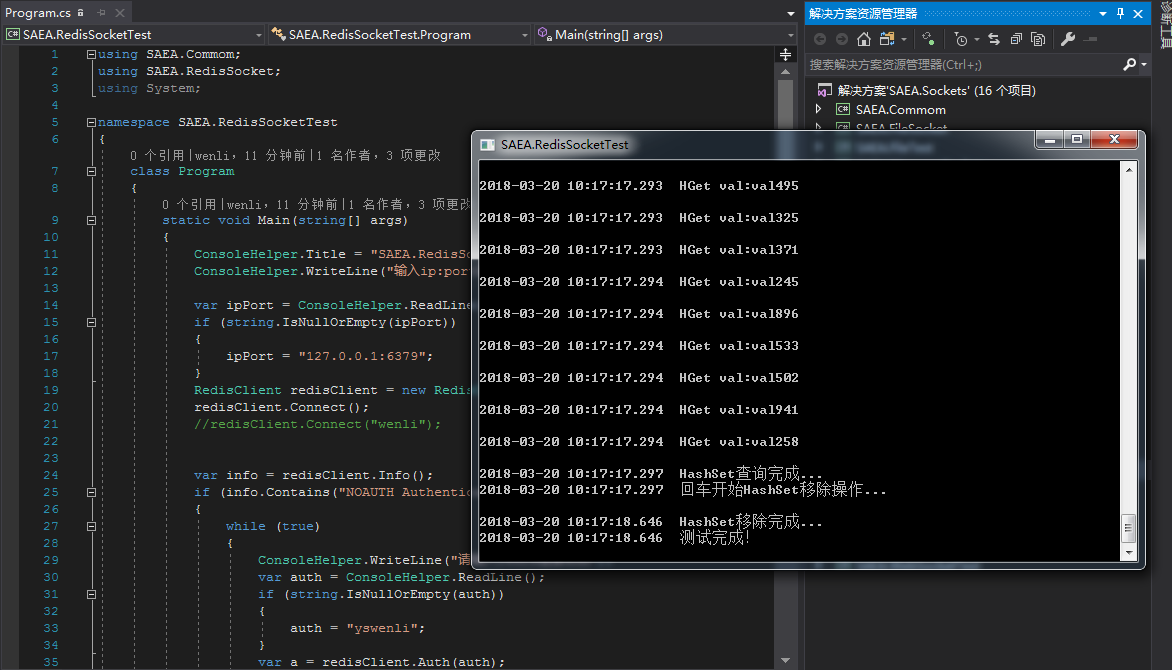 Program.cs
SAEA.RedisSocketTest
SAEA.RedisSocketTest.Program
Main(string[] args)
1 using SAEA.Commom;
2 using SAEA.RedisSocket;
3 using System;
4
5 namespace SAEA.RedisSocketTest
6 {
0 个引用|wenli，11 分钟前|1 名作者，3 项更改
7 class Program
8 {
0 个引用|wenli，11 分钟前|1 名作者，3 项更改
9 static void Main(string[] args)
10 {
11 ConsoleHelper.Title = "SAEA.RedisSo
12 ConsoleHelper.WriteLine("输入ip:por
13
14 var ipPort = ConsoleHelper.ReadLine
15 if (string.IsNullOrEmpty(ipPort))
16 {
17 ipPort = "127.0.0.1:6379";
18 }
19 RedisClient redisClient = new Redis
20 redisClient.Connect();
21 //redisClient.Connect("wenli");
22
23
24 var info = redisClient.Info();
25 if (info.Contains("NOAUTH Authentic
26 {
27 while (true)
28 {
29 ConsoleHelper.WriteLine("请
30 var auth = ConsoleHelper.ReadLine();
31 if (string.IsNullOrEmpty(auth))
32 {
33 auth = "yswenli";
34 }
35 var a = redisClient.Auth(auth);
解决方案资源管理器
搜索解决方案资源管理器(Ctrl+;)
解决方案'SAEA.Sockets' (16 个项目)
SAEA.Commom
SAEA.FileSocket
SAEA.RedisSocketTest
2018-03-20 10:17:17.293 HGet val:val495
2018-03-20 10:17:17.293 HGet val:val325
2018-03-20 10:17:17.293 HGet val:val371
2018-03-20 10:17:17.294 HGet val:val245
2018-03-20 10:17:17.294 HGet val:val896
2018-03-20 10:17:17.294 HGet val:val533
2018-03-20 10:17:17.294 HGet val:val502
2018-03-20 10:17:17.294 HGet val:val941
2018-03-20 10:17:17.294 HGet val:val258
2018-03-20 10:17:17.297 HashSet查询完成...
2018-03-20 10:17:17.297 回车开始HashSet移除操作...
2018-03-20 10:17:18.646 HashSet移除完成...
2018-03-20 10:17:18.646 测试完成!